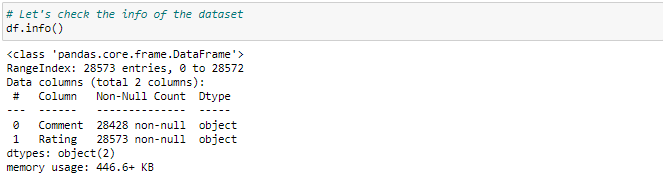 # Let's check the info of the dataset
df.info()
<class 'pandas.core.frame.DataFrame'>
RangeIndex: 28573 entries, 0 to 28572
Data columns (total 2 columns):
 #   Column   Non-Null Count  Dtype
---  ------   --------------  -----
 0   Comment  28428 non-null  object
 1   Rating   28573 non-null  object
dtypes: object(2)
memory usage: 446.6+ KB